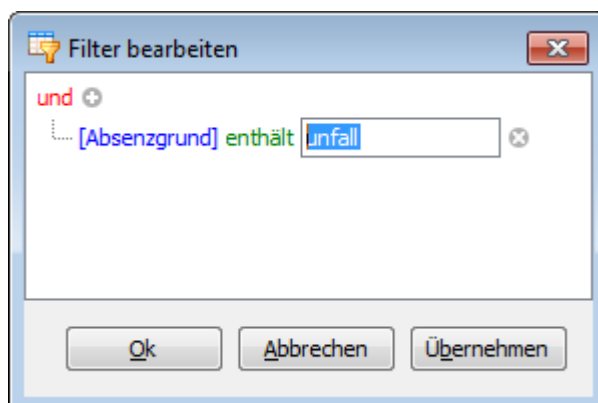 Filter bearbeiten
und
[Absenzgrund] enthält unfall
Ok Abbrechen Übernehmen